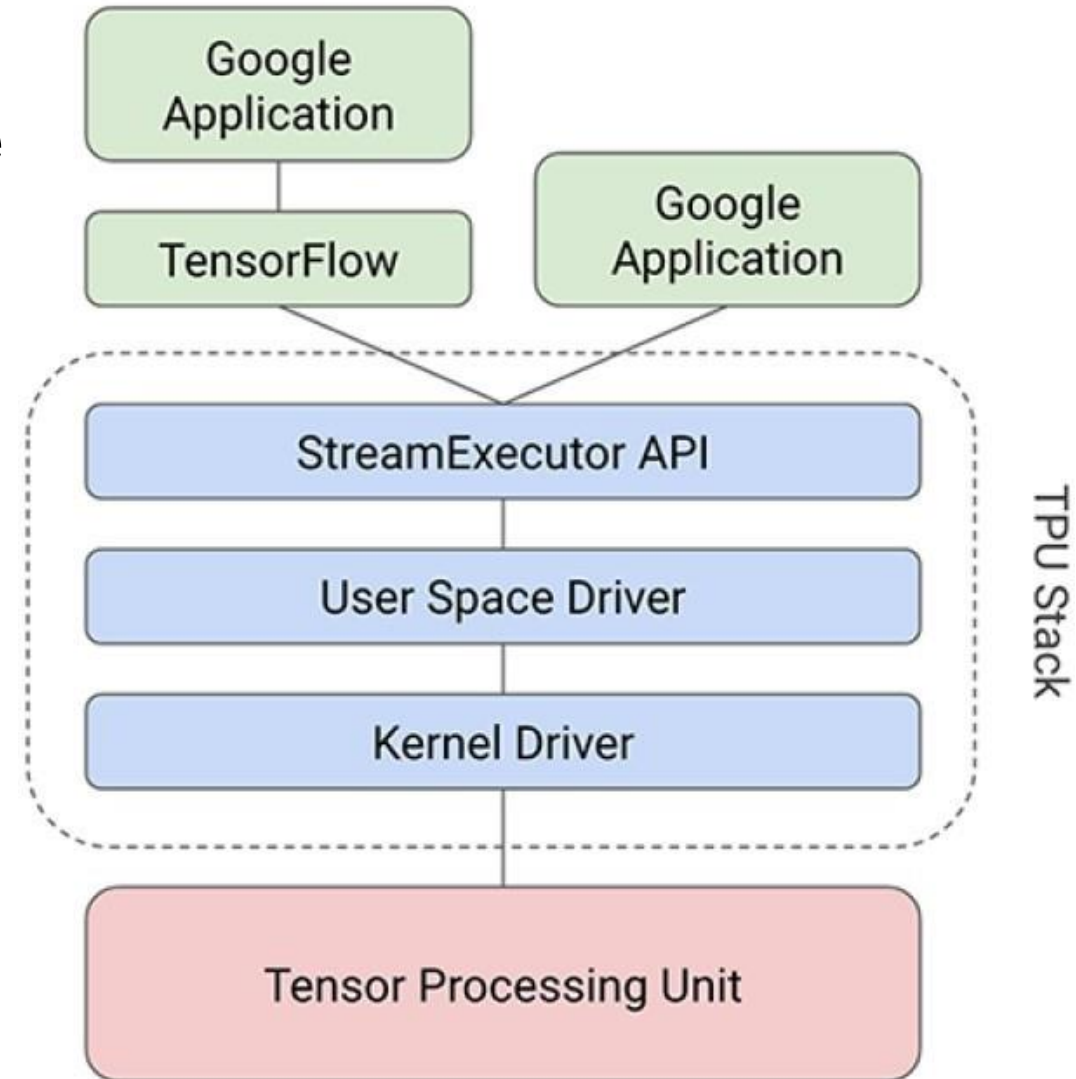 Google
Application
TensorFlow
Google
Application
StreamExecutor API
User Space Driver
Kernel Driver
TPU Stack
Tensor Processing Unit